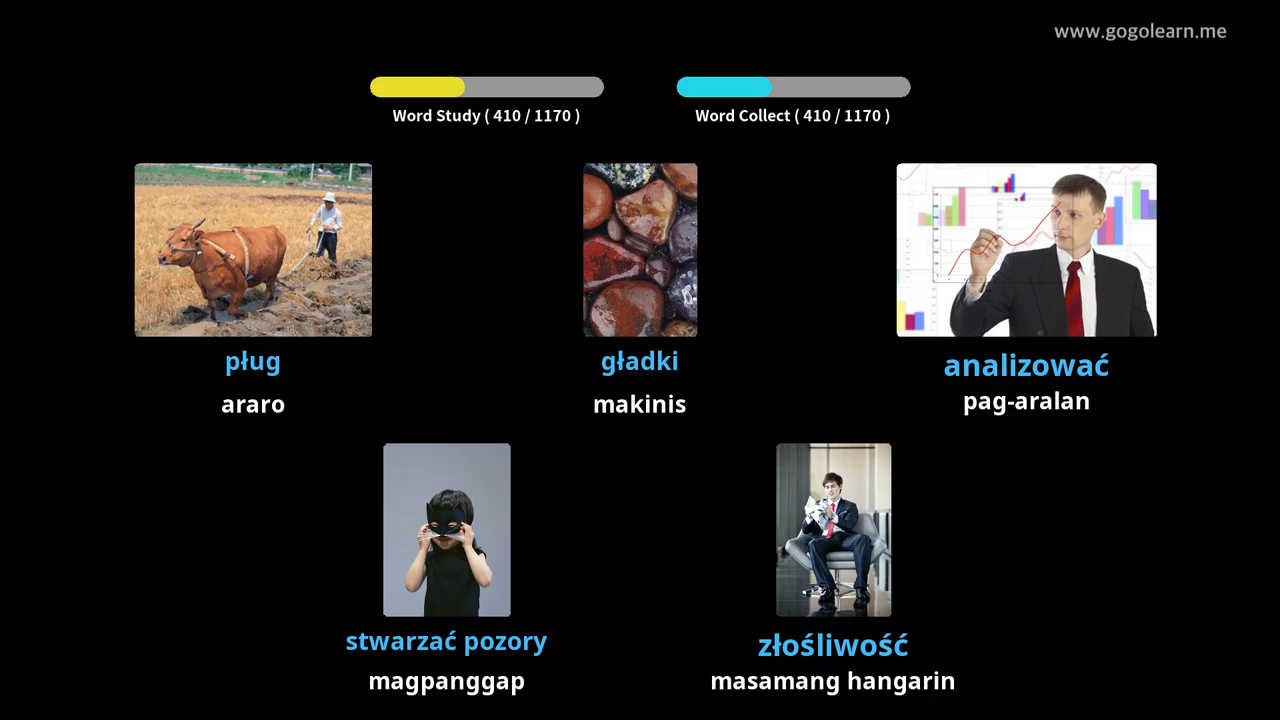 www.gogolearn.me
Word Study ( 410 / 1170 )
Word Collect ( 410 / 1170 )
pług
araro
gładki
makinis
analizować
pag-aralan
stwarzać pozory
magpanggap
złośliwość
masamang hangarin